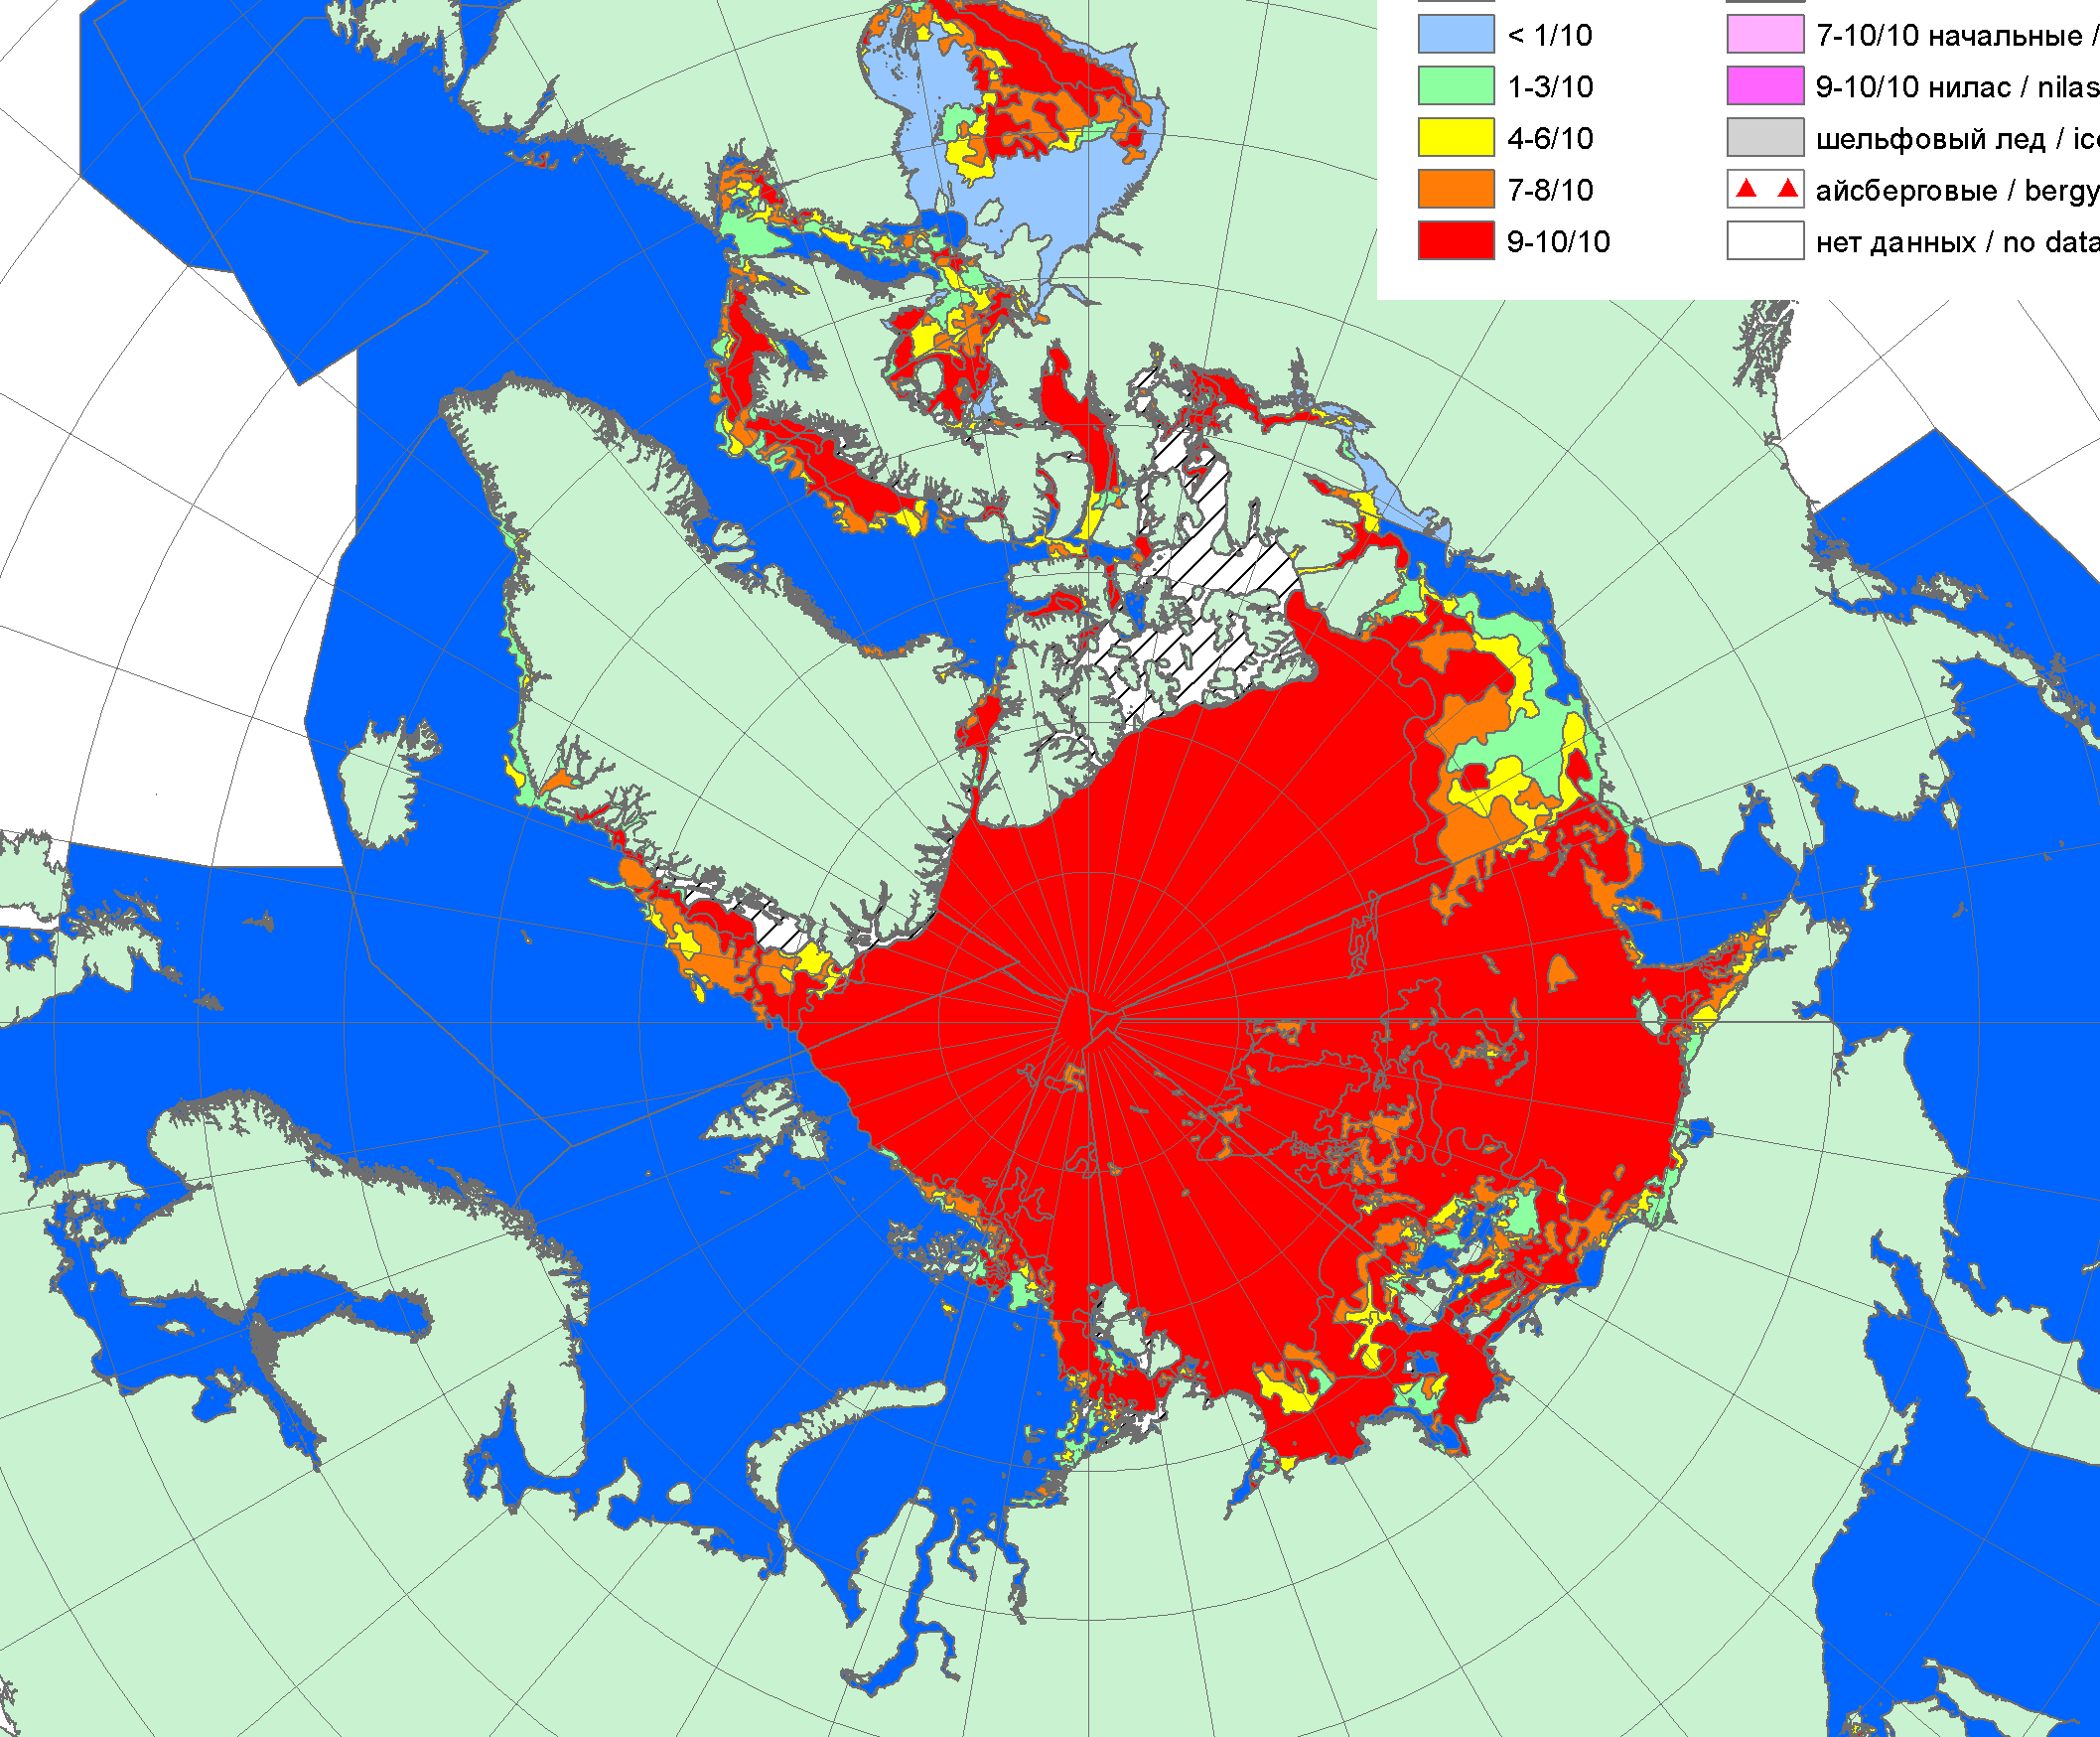 < 1/10
1-3/10
4-6/10
7-8/10
9-10/10
7-10/10 начальные /
9-10/10 нилас / nilas
шельфовый лед / ice
айсберговые / bergy
нет данных / no data